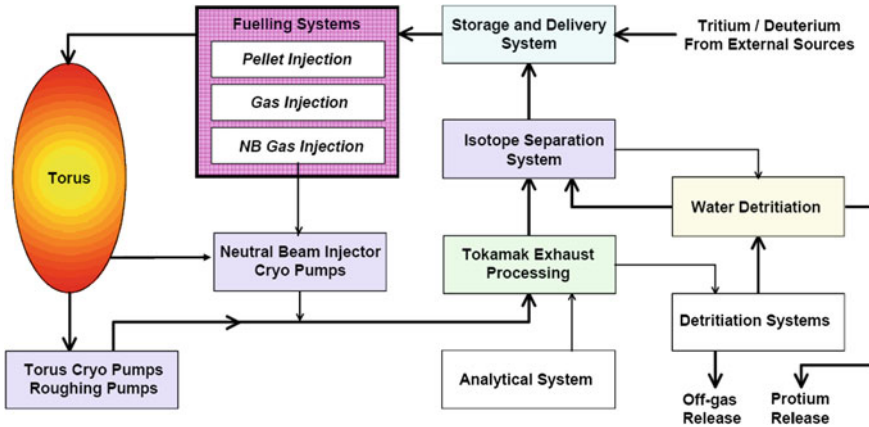 Fuelling Systems
Pellet Injection
Gas Injection
NB Gas Injection
Storage and Delivery
System
Tritium / Deuterium
From External Sources
Torus
Isotope Separation
System
Water Detritiation
Neutral Beam Injector
Cryo Pumps
Tokamak Exhaust
Processing
Detritiation Systems
Torus Cryo Pumps
Roughing Pumps
Analytical System
Off-gas
Release
Protium
Release